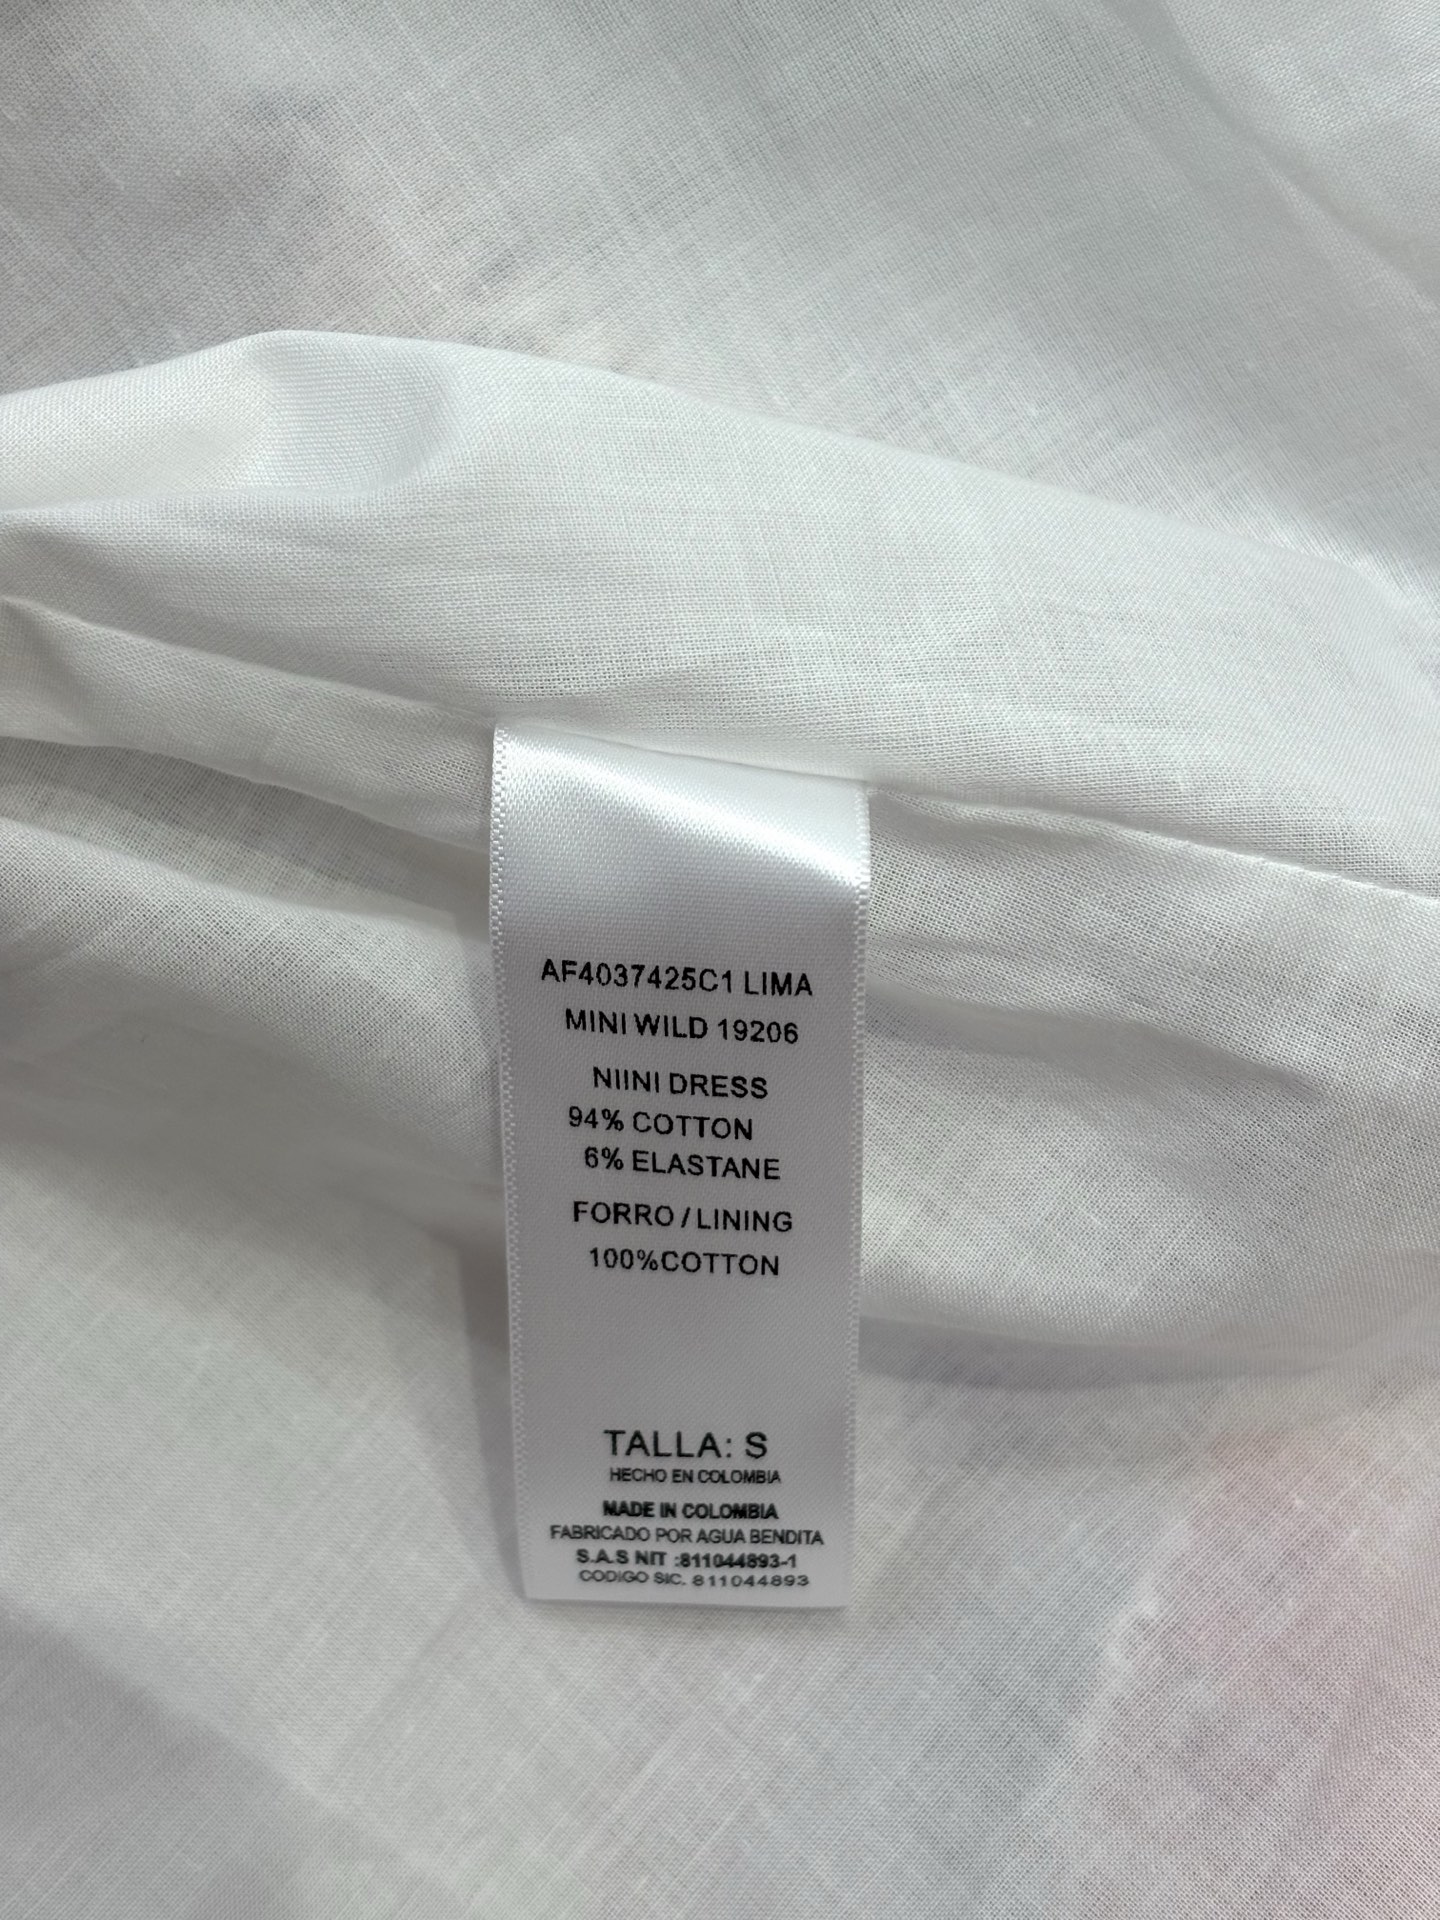 AF4037425C1 LIMA
MINI WILD 19206
NIINI DRESS
94% COTTON
6% ELASTANE
FORRO / LINING
100%COTTON
TALLA: S
HECHO EN COLOMBIA
MADE IN COLOMBIA
FABRICADO POR AGUA BENDITA
S.A.S NIT :811044893-1
CODIGO SIC. 811044893